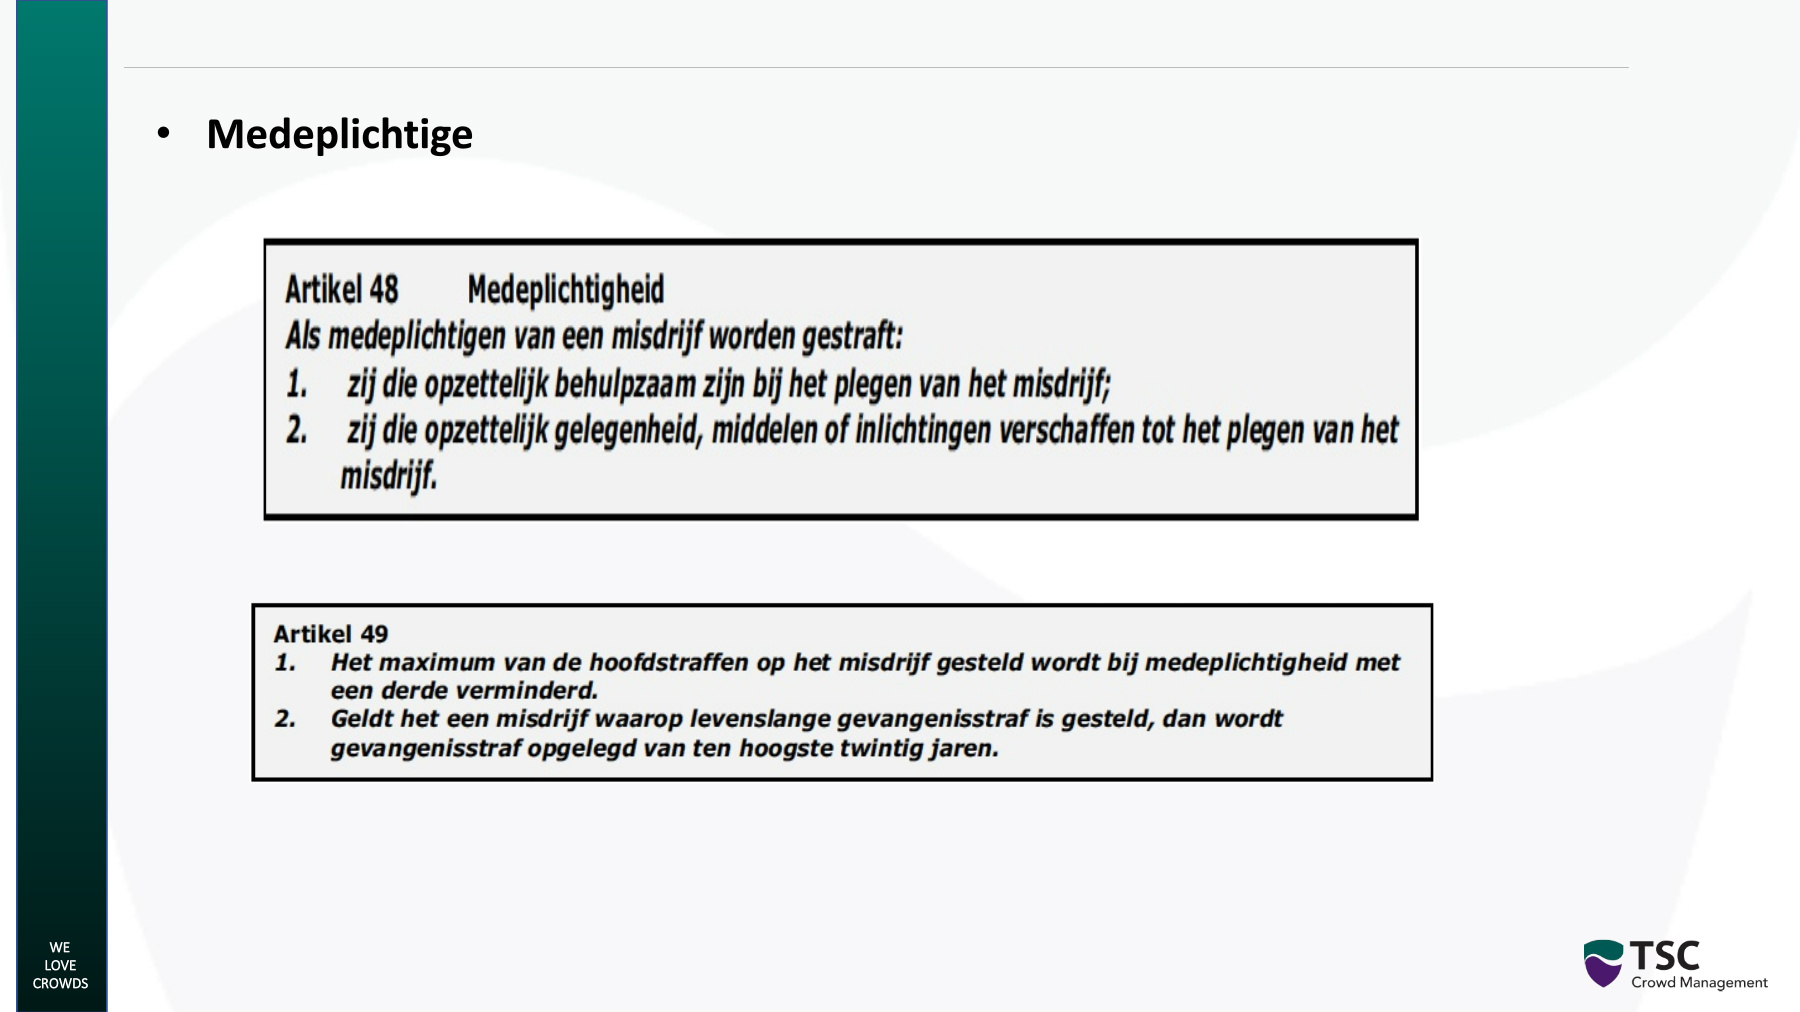 • Medeplichtige
Artikel 48 Medeplichtigheid
Als medeplichtigen van een misdrijf worden gestraft:
1. zij die opzettelijk behulpzaam zijn bij het plegen van het misdrijf;
2. zij die opzettelijk gelegenheid, middelen of inlichtingen verschaffen tot het plegen van het
misdrijf.
Artikel 49
1. Het maximum van de hoofdstraffen op het misdrijf gesteld wordt bij medeplichtigheid met
een derde verminderd.
2. Geldt het een misdrijf waarop levenslange gevangenisstraf is gesteld, dan wordt
gevangenisstraf opgelegd van ten hoogste twintig jaren.
WE
LOVE
CROWDS
TSC
Crowd Management